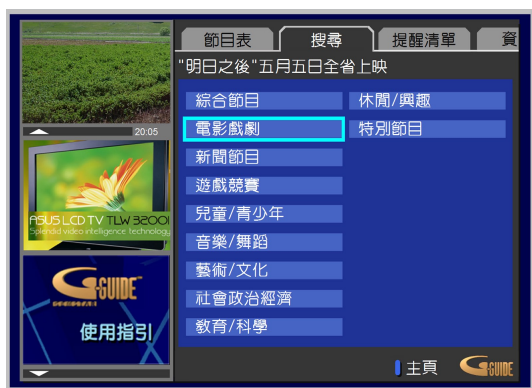 節目表 搜尋 提醒清單 資
"明日之後"五月五日全省上映
綜合節目 休閒/興趣
電影戲劇 特別節目
新聞節目
遊戲競賽
兒童/青少年
音樂/舞蹈
藝術/文化
社會政治經濟
教育/科學
主頁 G-GUIDE
20:05
ASUS LCD TV TLW 32001
Splendid video intelligence technology
G-GUIDE
使用指引